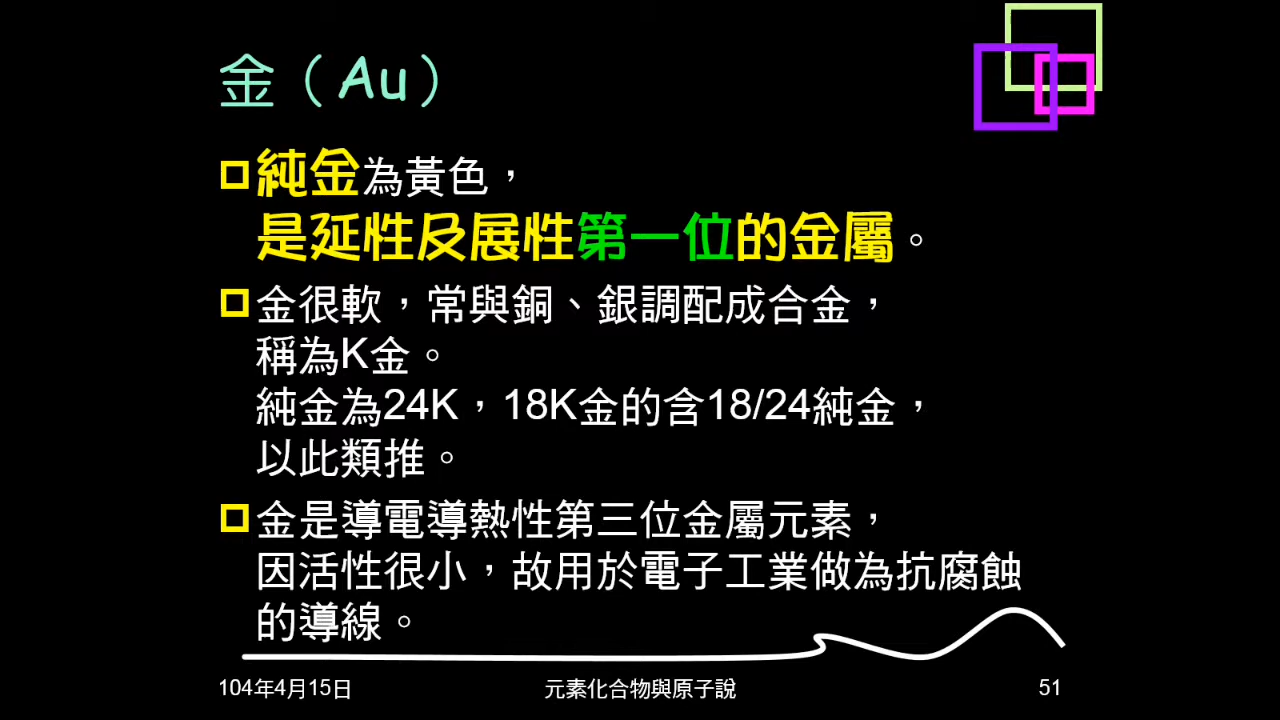 金（Au）
純金為黃色，
是延性及展性第一位的金屬。
金很軟，常與銅、銀調配成合金，
稱為K金。
純金為24K，18K金的含18/24純金，
以此類推。
金是導電導熱性第三位金屬元素，
因活性很小，故用於電子工業做為抗腐蝕
的導線。
104年4月15日
元素化合物與原子說
51